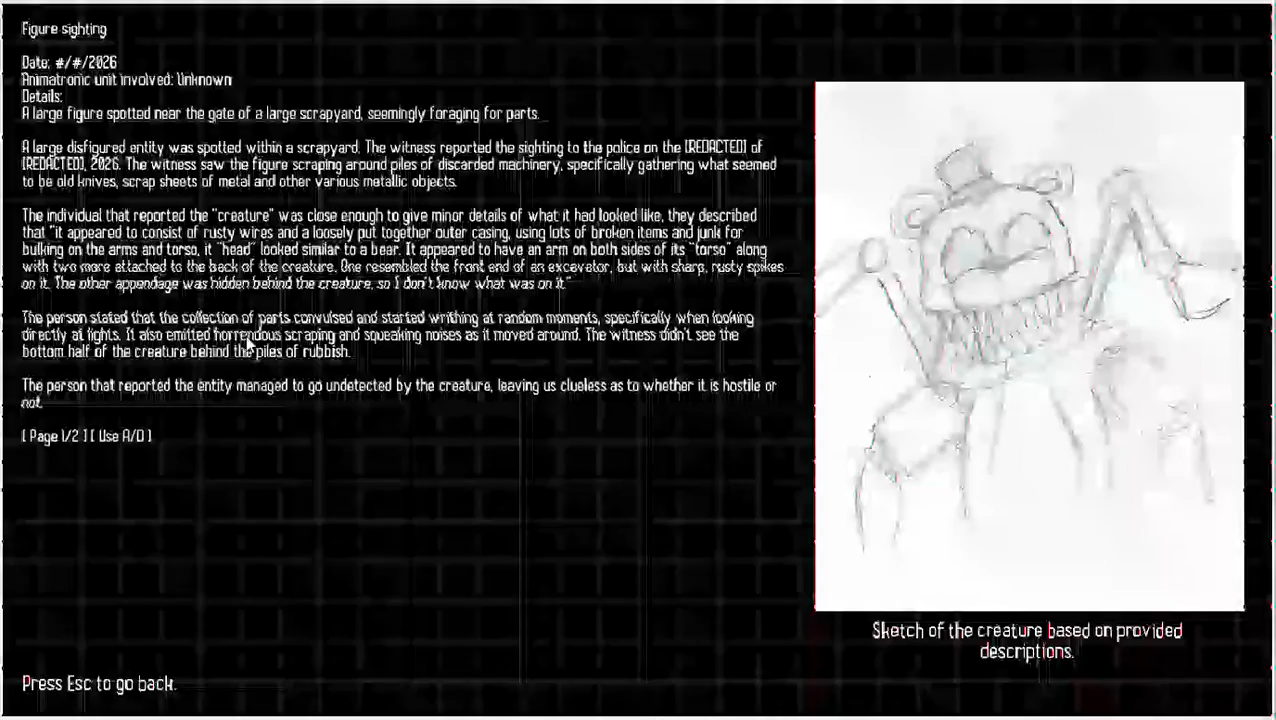 Figure sighting
Date: #/#/2026
Animatronic unit involved: Unknown
Details:
A large figure spotted near the gate of a large scrapyard, seemingly foraging for parts.
A large disfigured entity was spotted within a scrapyard. The witness reported the sighting to the police on the [REDACTED] of
[REDACTED], 2026. The witness saw the figure scraping around piles of discarded machinery, specifically gathering what seemed
to be old knives, scrap sheets of metal and other various metallic objects.
The individual that reported the "creature" was close enough to give minor details of what it had looked like, they described
that "it appeared to consist of rusty wires and a loosely put together outer casing, using lots of broken items and junk for
bulking on the arms and torso, it "head" looked similar to a bear. It appeared to have an arm on both sides of its "torso" along
with two more attached to the back of the creature. One resembled the front end of an excavator, but with sharp, rusty spikes
on it. The other appendage was hidden behind the creature, so I don't know what was on it."
The person stated that the collection of parts convulsed and started writhing at random moments, specifically when looking
directly at lights. It also emitted horrendous scraping and squeaking noises as it moved around. The witness didn't see the
bottom half of the creature behind the piles of rubbish.
The person that reported the entity managed to go undetected by the creature, leaving us clueless as to whether it is hostile or
not.
[ Page 1/2 ] [ Use A/D ]
Sketch of the creature based on provided
descriptions.
Press Esc to go back.